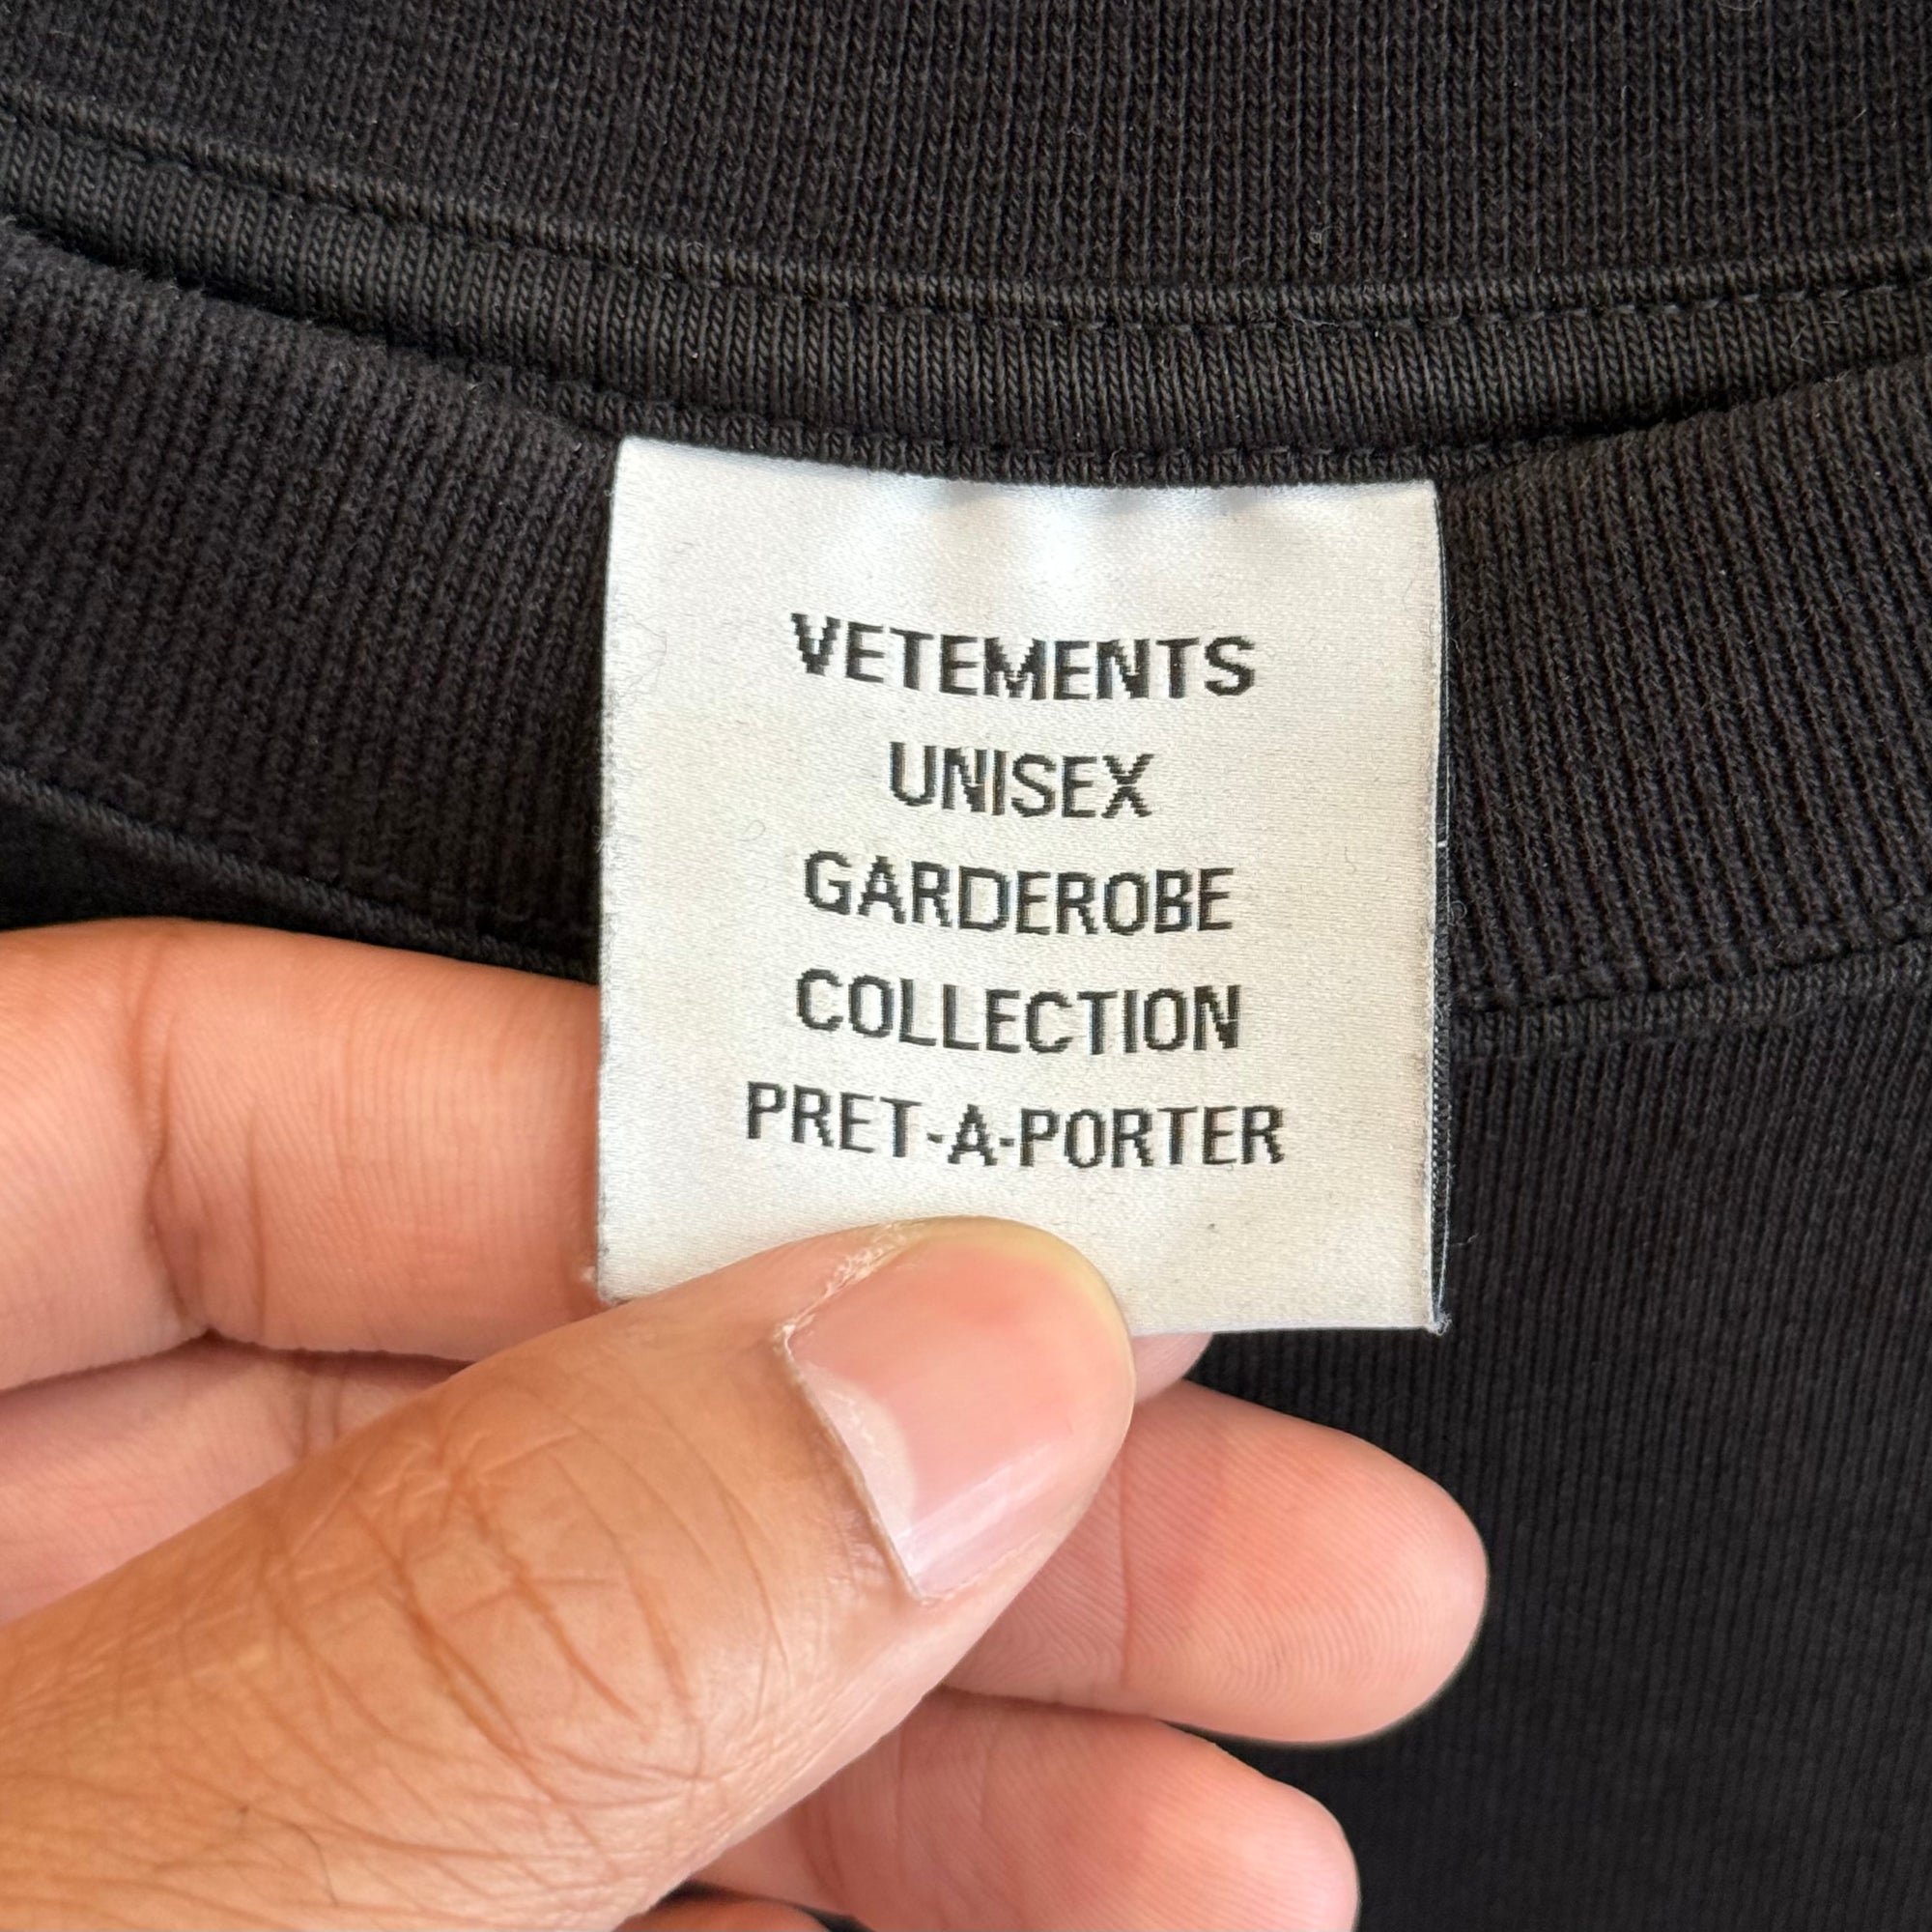 VETEMENTS
UNISEX
GARDEROBE
COLLECTION
PRET-A-PORTER